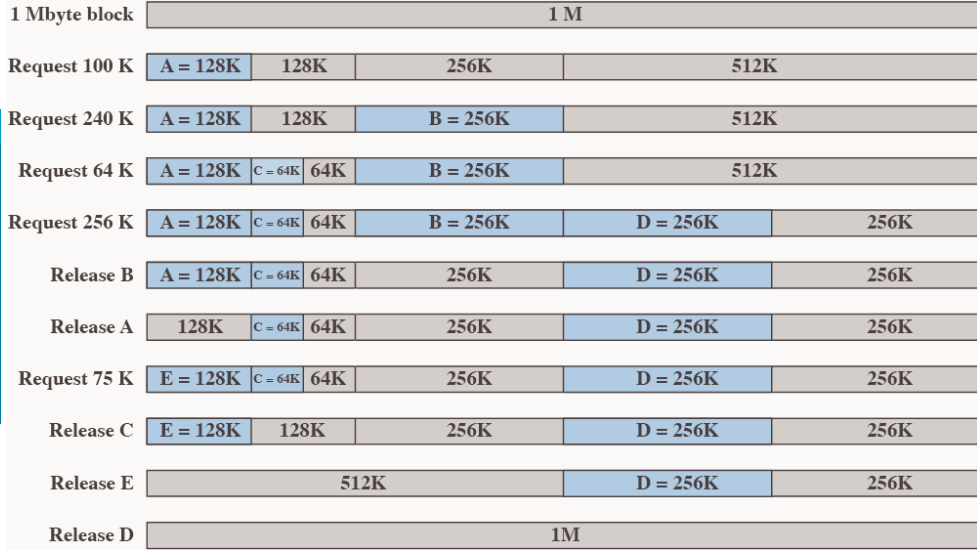 1 Mbyte block 1 M
Request 100 K A = 128K 128K 256K 512K
Request 240 K A = 128K 128K B = 256K 512K
Request 64 K A = 128K C = 64K 64K B = 256K 512K
Request 256 K A = 128K C = 64K 64K B = 256K D = 256K 256K
Release B A = 128K C = 64K 64K 256K D = 256K 256K
Release A 128K C = 64K 64K 256K D = 256K 256K
Request 75 K E = 128K C = 64K 64K 256K D = 256K 256K
Release C E = 128K 128K 256K D = 256K 256K
Release E 512K D = 256K 256K
Release D 1M